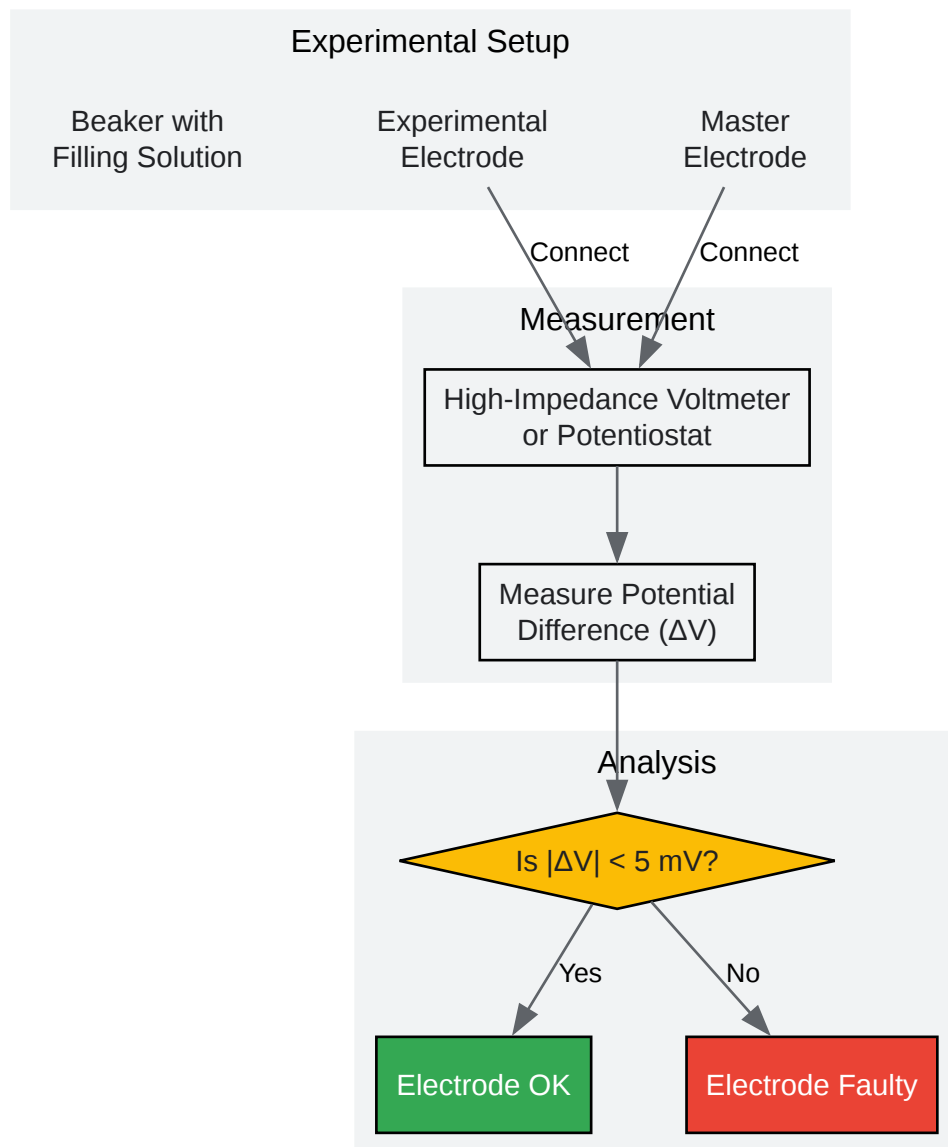 Experimental Setup
Beaker with
Filling Solution
Experimental
Electrode
Master
Electrode
Connect
Connect
Measurement
High-Impedance Voltmeter
or Potentiostat
Measure Potential
Difference (ΔV)
Analysis
Is |ΔV| < 5 mV?
Yes
No
Electrode OK
Electrode Faulty